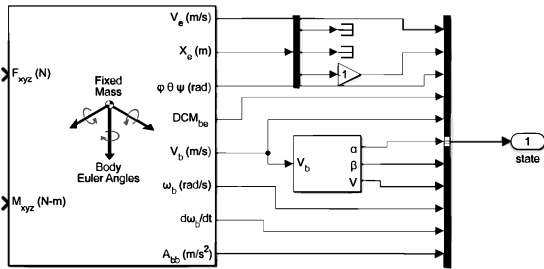 V_e (m/s)
X_e (m)
F_xyz (N)
Fixed
Mass
-1
φ θ ψ (rad)
DCM_be
V_b (m/s)
V_b
α
β
V
1
state
Body
Euler Angles
ω_b (rad/s)
M_xyz (N-m)
dω_b/dt
A_bb (m/s²)